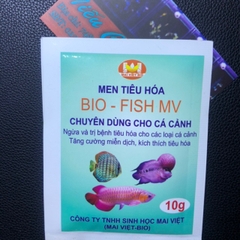 MEN TIÊU HÓA
BIO - FISH MV
CHUYÊN DÙNG CHO CÁ CẢNH
Ngừa và trị bệnh tiêu hóa cho các loại cá cảnh
Tăng cường miễn dịch, kích thích tiêu hóa
10g
CÔNG TY TNHH SINH HỌC MAI VIỆT
(MAI VIỆT-BIO)